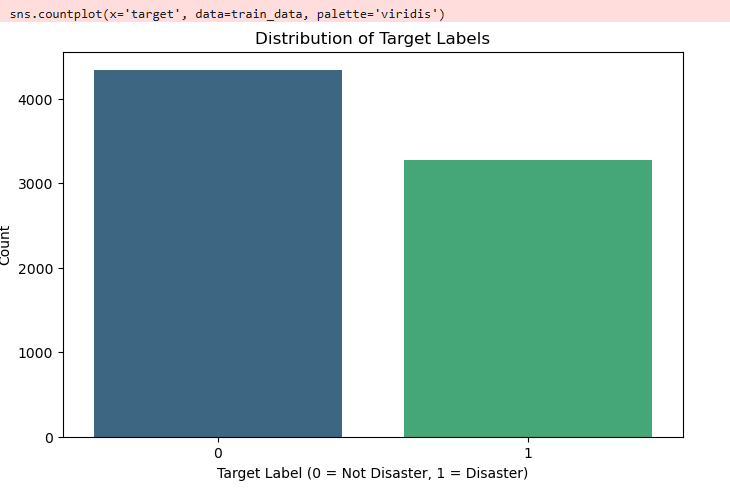 sns.countplot(x='target', data=train_data, palette='viridis')
Distribution of Target Labels
Count
4000
3000
2000
1000
0
0 1
Target Label (0 = Not Disaster, 1 = Disaster)